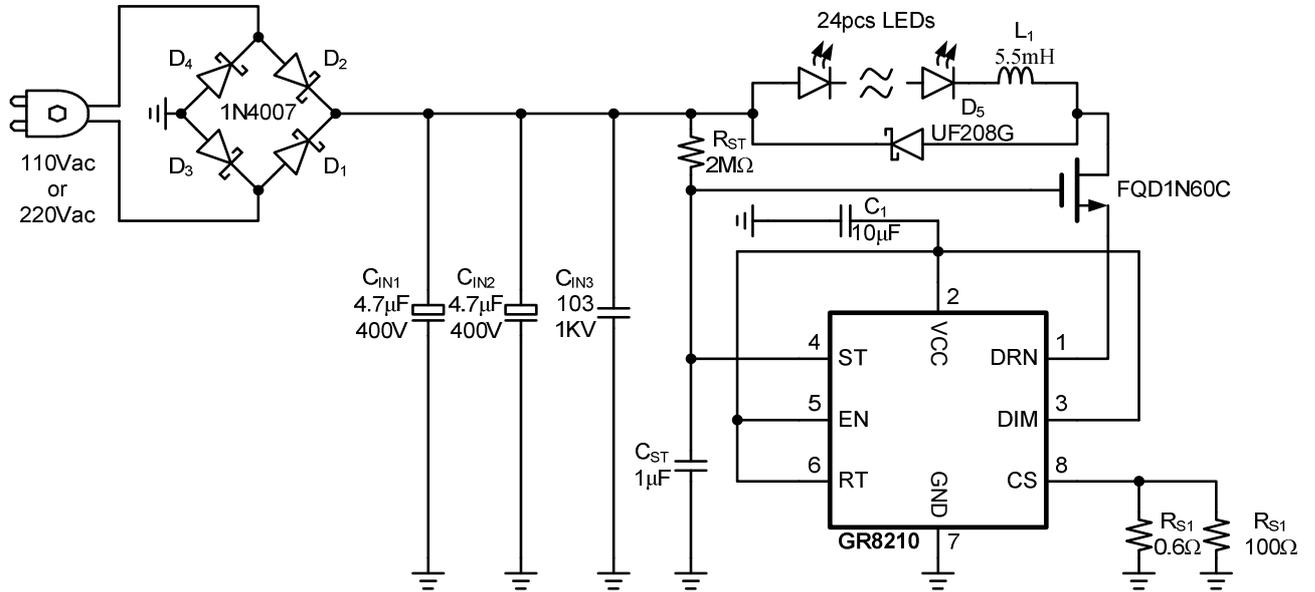 24pcs LEDs
L1
5.5mH
D4
D2
1N4007
D3
D1
110Vac
or
220Vac
D5
UF208G
RST
2MΩ
FQD1N60C
C1
10μF
CIN1
4.7μF
400V
CIN2
4.7μF
400V
CIN3
103
1KV
2
VCC
4
ST
DRN
1
5
EN
DIM
3
6
RT
GND
CS
8
CST
1μF
GR8210
7
RS1
0.6Ω
RS1
100Ω